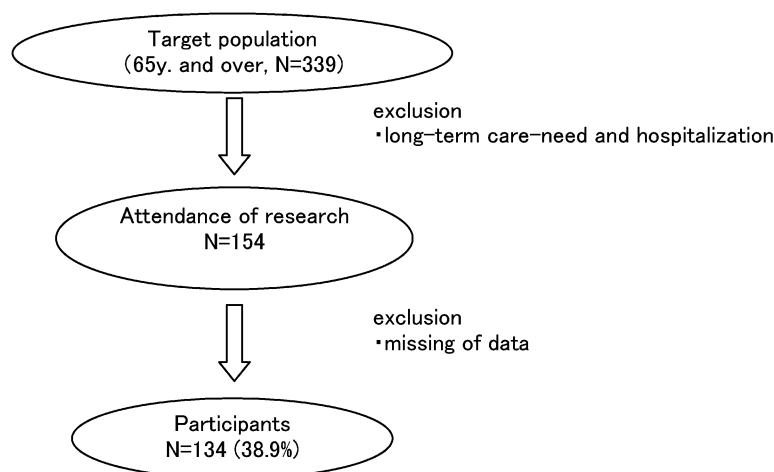 Target population
(65y. and over, N=339)
exclusion
・long-term care-need and hospitalization
Attendance of research
N=154
exclusion
・missing of data
Participants
N=134 (38.9%)